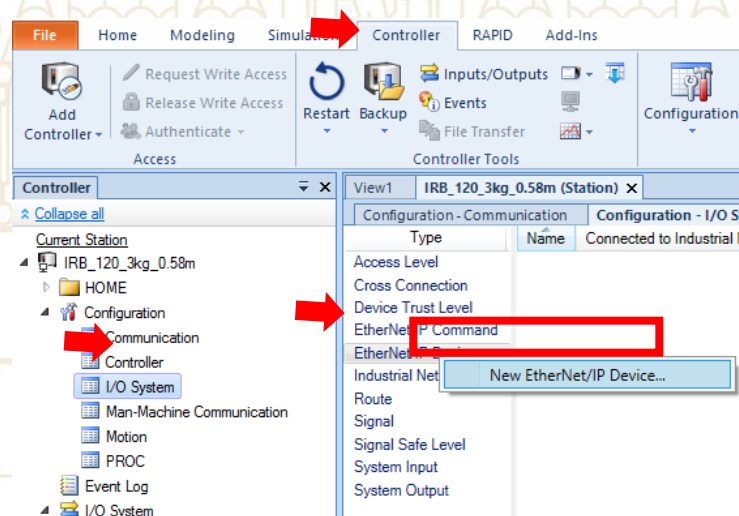 File Home Modeling Simulation Controller RAPID Add-Ins
Add Controller
Request Write Access
Release Write Access
Authenticate
Access
Restart
Backup
Inputs/Outputs
Events
File Transfer
Controller Tools
Configuration
Controller
Collapse all
Current Station
IRB_120_3kg_0.58m
HOME
Configuration
Communication
Controller
I/O System
Man-Machine Communication
Motion
PROC
Event Log
I/O System
View1 IRB_120_3kg_0.58m (Station)
Configuration - Communication Configuration - I/O S
Type Name Connected to Industrial
Access Level
Cross Connection
Device Trust Level
EtherNet/IP Command
EtherNet/IP
Industrial Net
New EtherNet/IP Device...
Route
Signal
Signal Safe Level
System Input
System Output